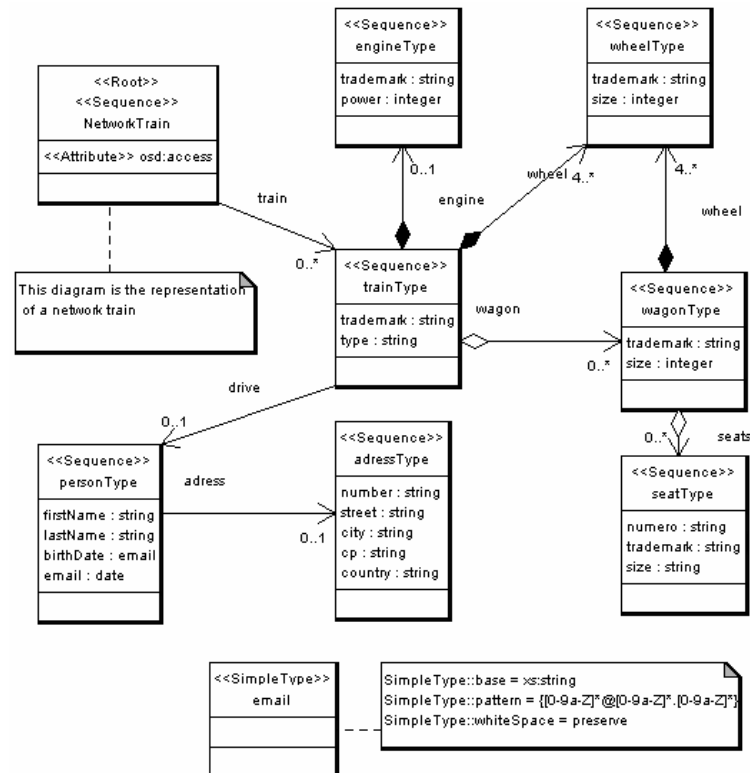 <<Sequence>>
engineType
trademark : string
power : integer
<<Sequence>>
wheelType
trademark : string
size : integer
<<Root>>
<<Sequence>>
NetworkTrain
<<Attribute>> osd:access
0..1
wheel
4..*
4..*
train
engine
wheel
0..*
This diagram is the representation
of a network train
<<Sequence>>
trainType
trademark : string
type : string
wagon
0..*
<<Sequence>>
wagonType
trademark : string
size : integer
drive
0..1
0..*
seats
<<Sequence>>
personType
firstName : string
lastName : string
birthDate : email
email : date
adress
0..1
<<Sequence>>
adressType
number : string
street : string
city : string
cp : string
country : string
<<Sequence>>
seatType
numero : string
trademark : string
size : string
<<SimpleType>>
email
SimpleType::base = xs:string
SimpleType::pattern = {[0-9a-Z]*@[0-9a-Z]*.[0-9a-Z]*}
SimpleType::whiteSpace = preserve